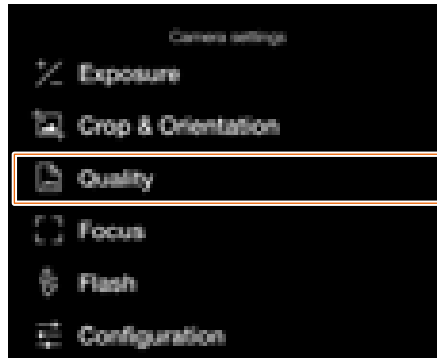 Camera settings
Exposure
Crop & Orientation
Quality
Focus
Flash
Configuration